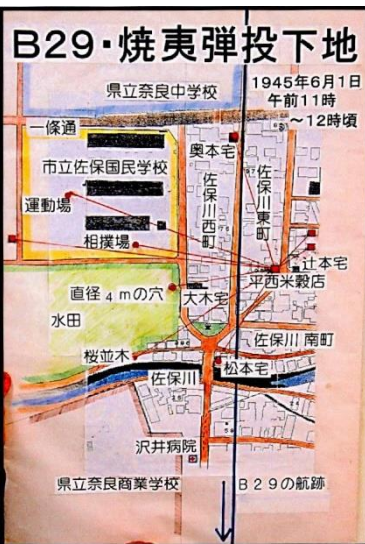 B29・焼夷弾投下地
1945年6月1日
午前11時
～12時頃
県立奈良中学校
一條通
奥本宅
市立佐保国民学校
運動場
相撲場
佐保川西町
佐保川東町
辻本宅
平西米穀店
直径4mの穴
大木宅
水田
佐保川南町
桜並木
佐保川
松本宅
沢井病院
県立奈良商業学校
B29の航跡